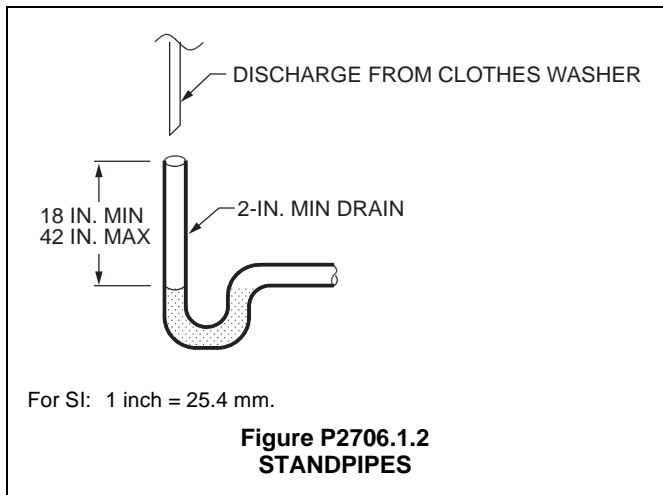 DISCHARGE FROM CLOTHES WASHER
18 IN. MIN
42 IN. MAX
2-IN. MIN DRAIN
For SI: 1 inch = 25.4 mm.
Figure P2706.1.2
STANDPIPES